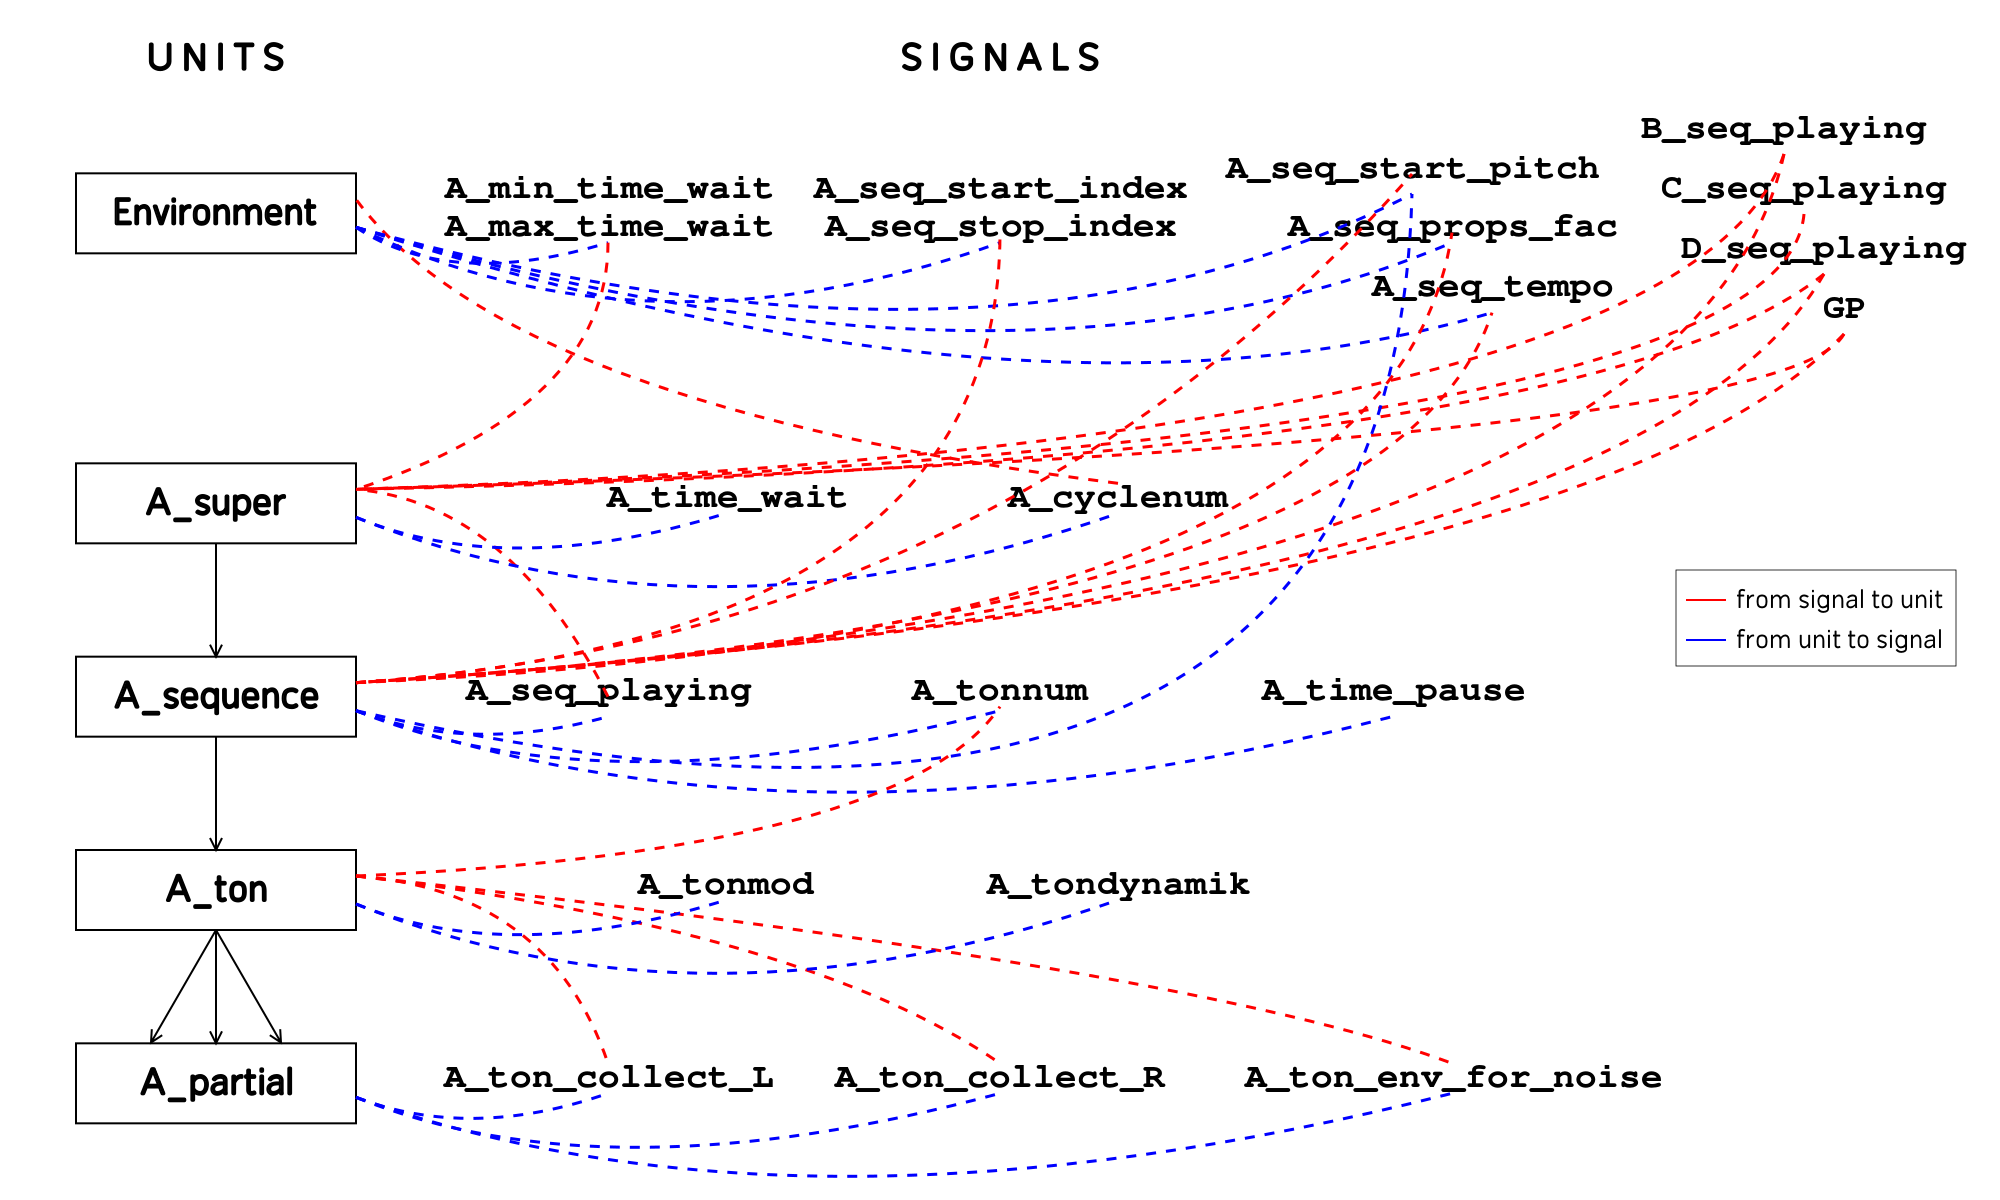 UNITS
SIGNALS
B_seq_playing
A_seq_start_pitch
Environment
A_min_time_wait
A_seq_start_index
C_seq_playing
A_max_time_wait
A_seq_stop_index
A_seq_props_fac
D_seq_playing
A_seq_tempo
GP
A_super
A_time_wait
A_cyclenum
from signal to unit
from unit to signal
A_sequence
A_seq_playing
A_tonnum
A_time_pause
A_ton
A_tonmod
A_tondynamik
A_partial
A_ton_collect_L
A_ton_collect_R
A_ton_env_for_noise